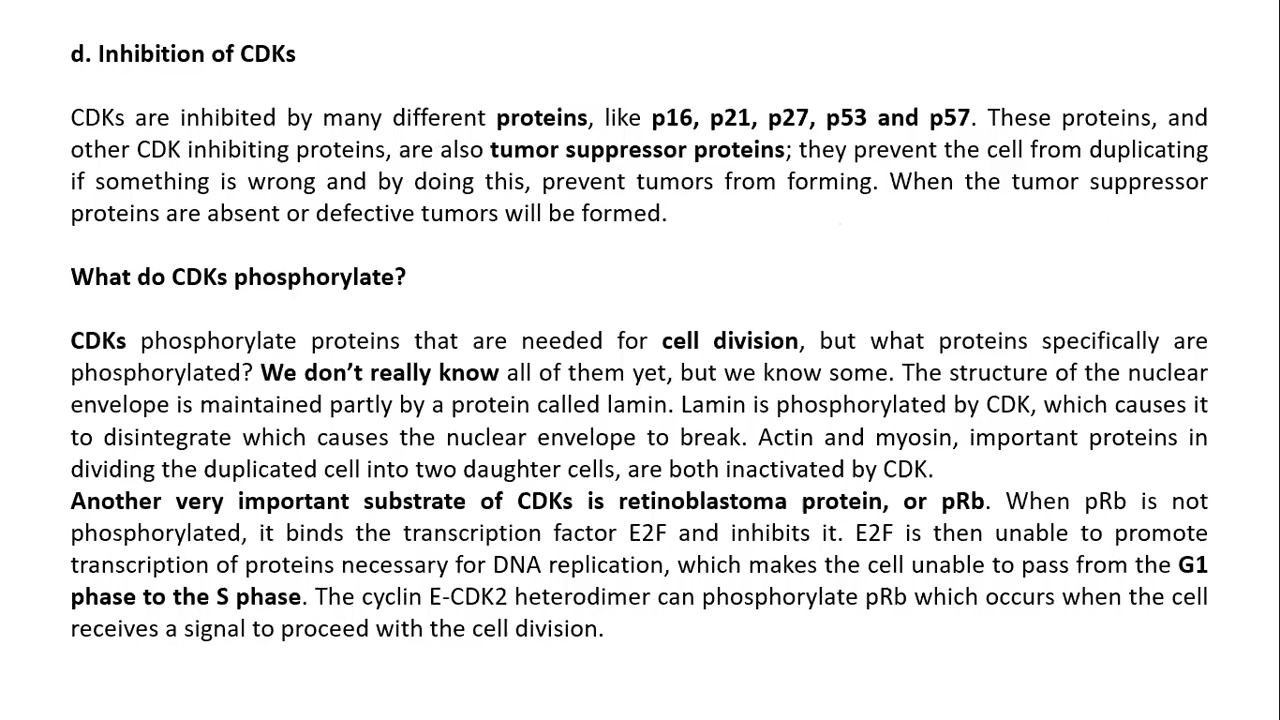 d. Inhibition of CDKs
CDKs are inhibited by many different proteins, like p16, p21, p27, p53 and p57. These proteins, and
other CDK inhibiting proteins, are also tumor suppressor proteins; they prevent the cell from duplicating
if something is wrong and by doing this, prevent tumors from forming. When the tumor suppressor
proteins are absent or defective tumors will be formed.
What do CDKs phosphorylate?
CDKs phosphorylate proteins that are needed for cell division, but what proteins specifically are
phosphorylated? We don’t really know all of them yet, but we know some. The structure of the nuclear
envelope is maintained partly by a protein called lamin. Lamin is phosphorylated by CDK, which causes it
to disintegrate which causes the nuclear envelope to break. Actin and myosin, important proteins in
dividing the duplicated cell into two daughter cells, are both inactivated by CDK.
Another very important substrate of CDKs is retinoblastoma protein, or pRb. When pRb is not
phosphorylated, it binds the transcription factor E2F and inhibits it. E2F is then unable to promote
transcription of proteins necessary for DNA replication, which makes the cell unable to pass from the G1
phase to the S phase. The cyclin E-CDK2 heterodimer can phosphorylate pRb which occurs when the cell
receives a signal to proceed with the cell division.